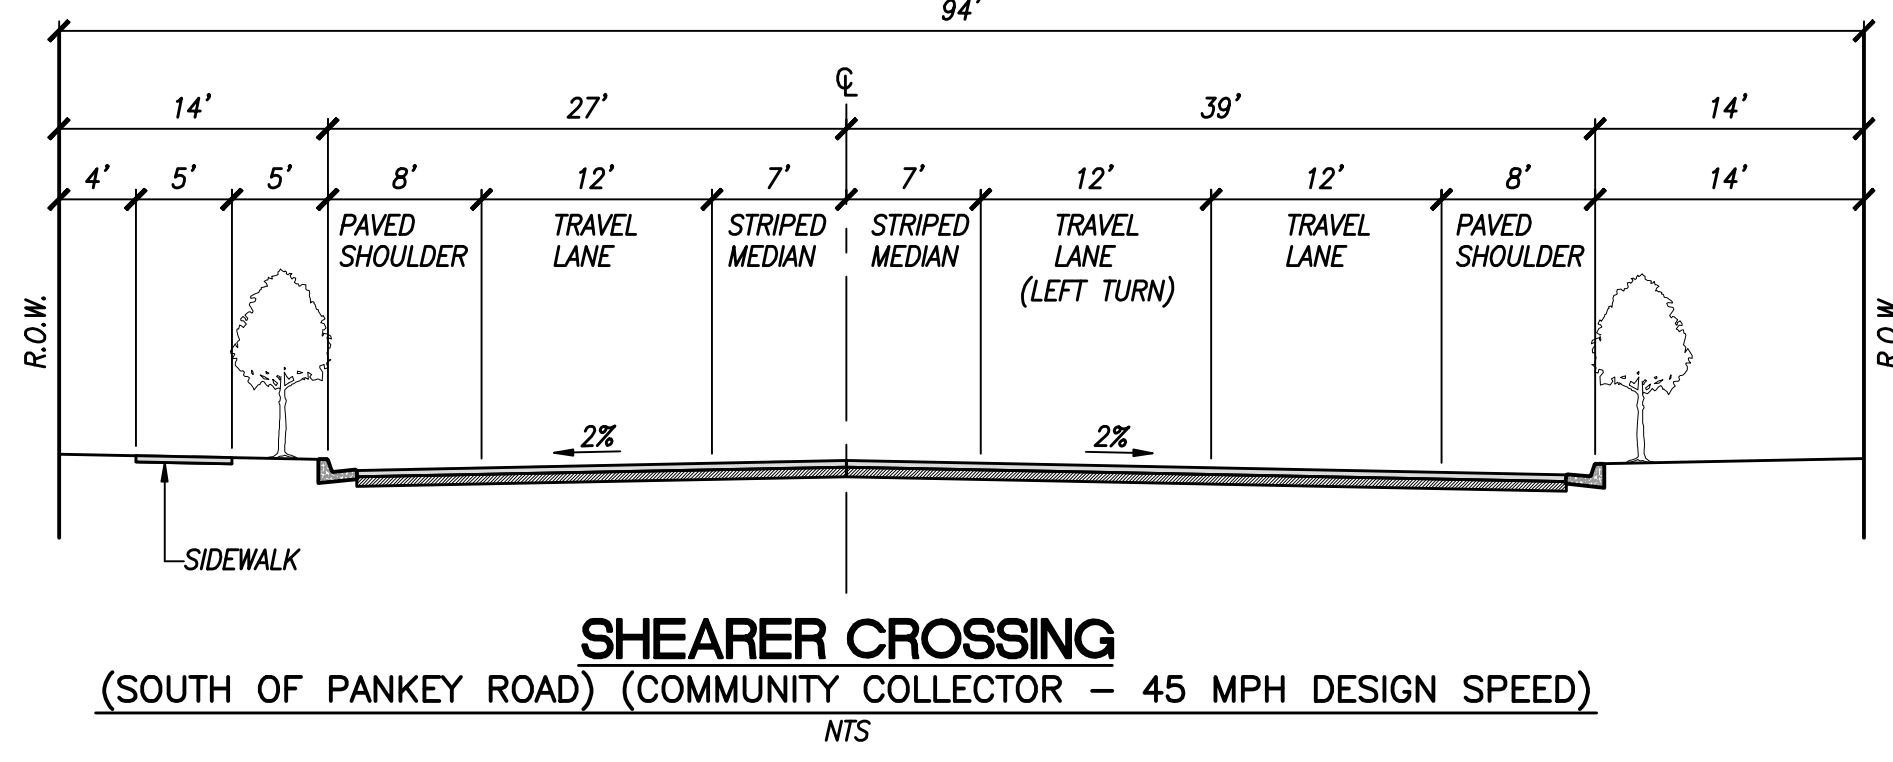 94'
℄
14' 27' 39' 14'
4' 5' 5' 8' 12' 7' 7' 12' 12' 8' 14'
PAVED SHOULDER
TRAVEL LANE
STRIPED MEDIAN
STRIPED MEDIAN
TRAVEL LANE
(LEFT TURN)
TRAVEL LANE
PAVED SHOULDER
R.O.W.
R.O.W
2%
2%
SIDEWALK
SHEARER CROSSING
(SOUTH OF PANKEY ROAD) (COMMUNITY COLLECTOR - 45 MPH DESIGN SPEED)
NTS